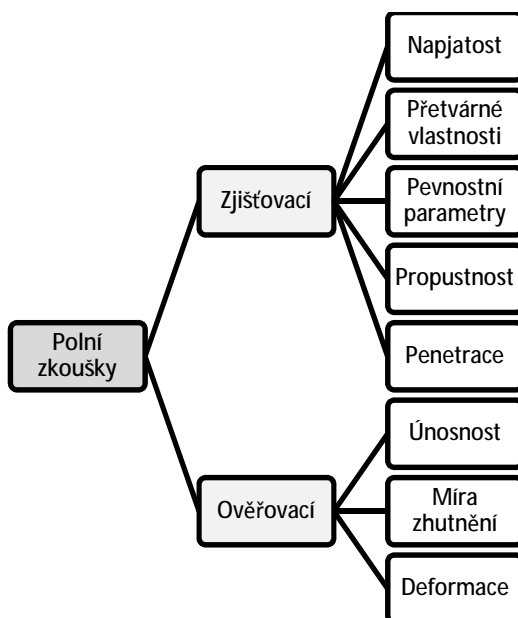 Napjatost
Přetvárné
vlastnosti
Zjišťovací
Pevnostní
parametry
Propustnost
Polní
zkoušky
Penetrace
Únosnost
Ověřovací
Míra
zhutnění
Deformace